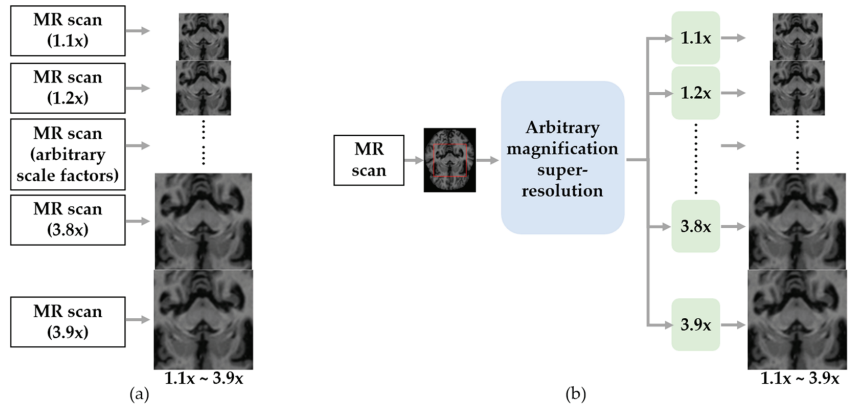 MR scan
(1.1x)
MR scan
(1.2x)
MR scan
(arbitrary
scale factors)
MR scan
(3.8x)
MR scan
(3.9x)
1.1x ~ 3.9x
(a)
MR
scan
Arbitrary
magnification
super-
resolution
1.1x
1.2x
3.8x
3.9x
1.1x ~ 3.9x
(b)